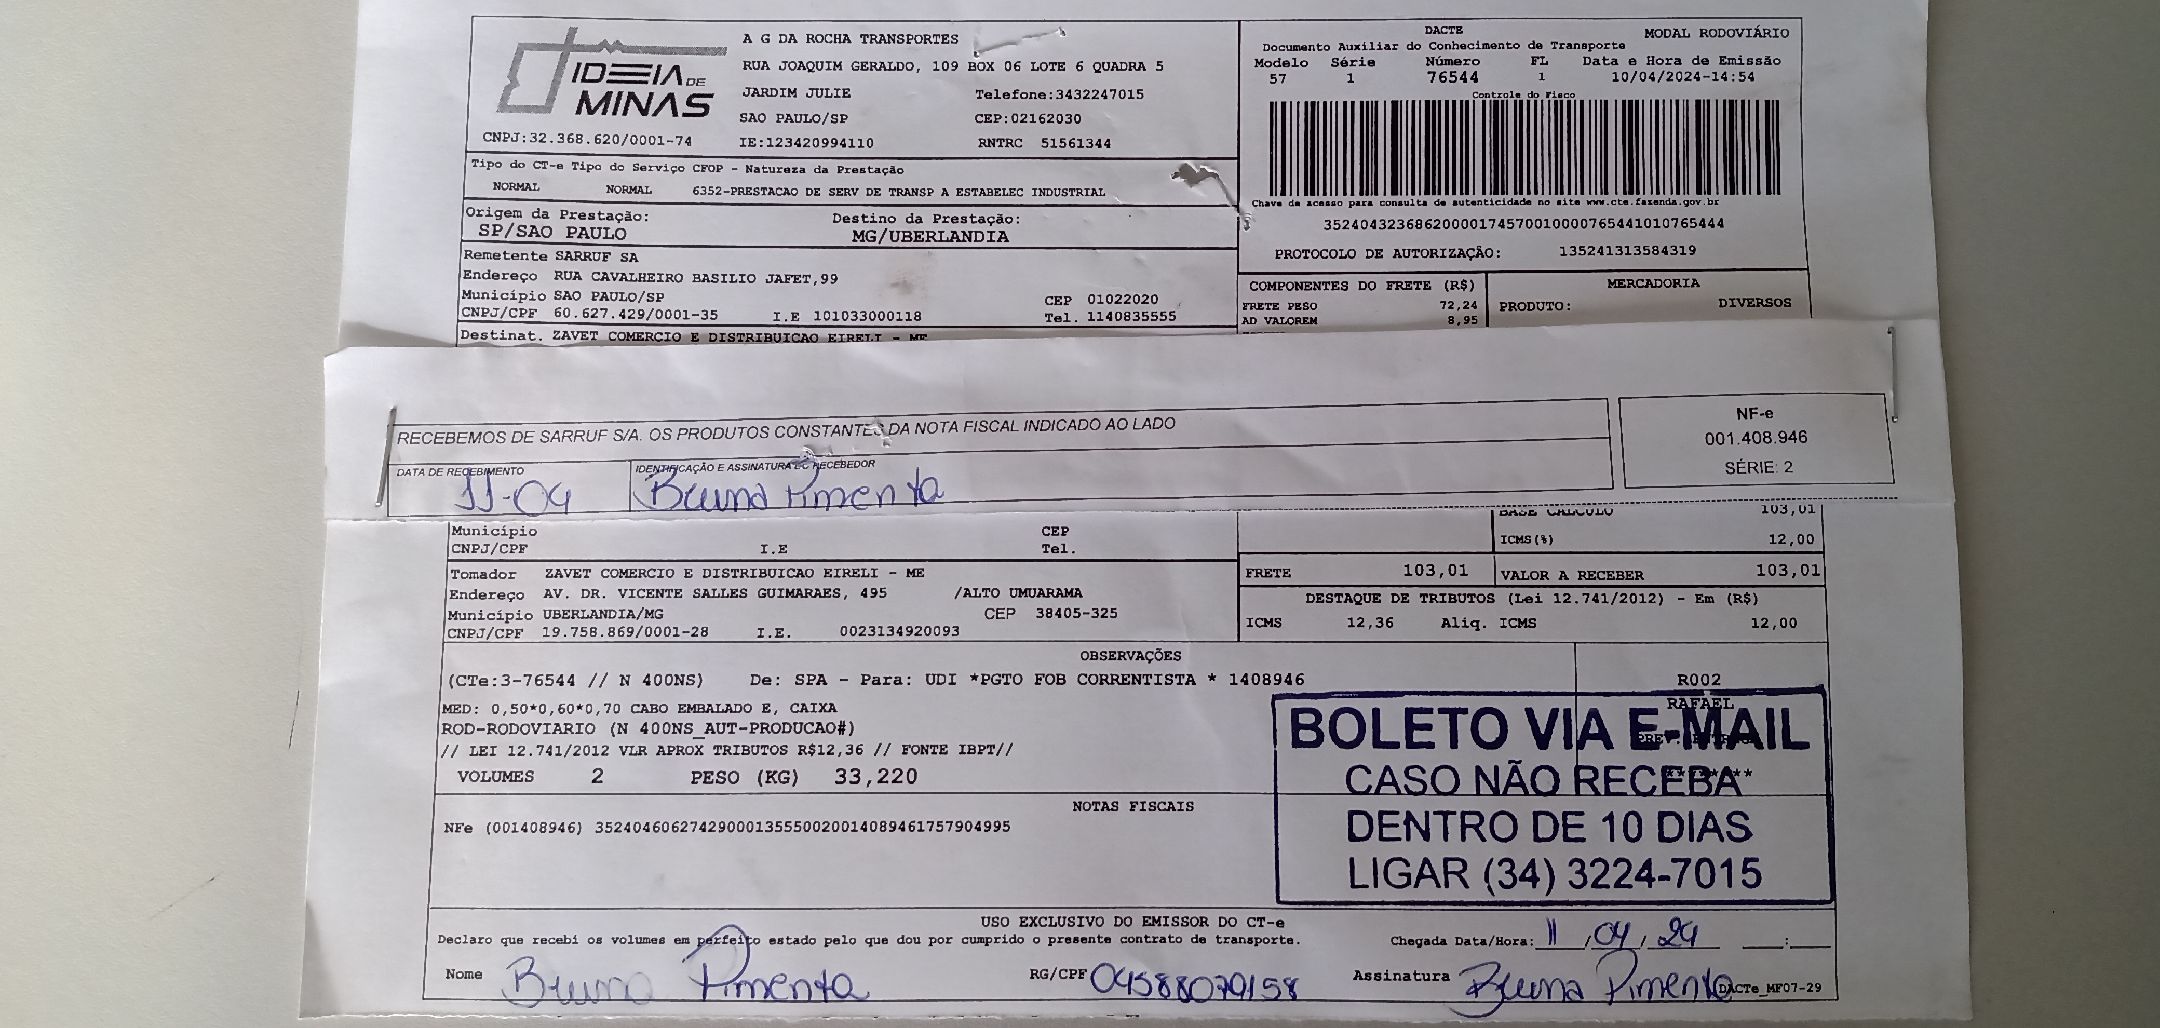 IDEIA DE
MINAS
CNPJ:32.368.620/0001-74
A G DA ROCHA TRANSPORTES
RUA JOAQUIM GERALDO, 109 BOX 06 LOTE 6 QUADRA 5
JARDIM JULIE Telefone:3432247015
SAO PAULO/SP CEP:02162030
IE:123420994110 RNTRC 51561344
DACTE MODAL RODOVIÁRIO
Documento Auxiliar do Conhecimento de Transporte
Modelo Série Número FL Data e Hora de Emissão
57 1 76544 1 10/04/2024-14:54
Controle do Fisco
Chave de acesso para consulta de autenticidade no site www.cte.fazenda.gov.br
35240432368620000174570010000765441010765444
PROTOCOLO DE AUTORIZAÇÃO: 135241313584319
Tipo do CT-e Tipo do Serviço CFOP - Natureza da Prestação
NORMAL NORMAL 6352-PRESTACAO DE SERV DE TRANSP A ESTABELEC INDUSTRIAL
Origem da Prestação: Destino da Prestação:
SP/SAO PAULO MG/UBERLANDIA
Remetente SARRUF SA
Endereço RUA CAVALHEIRO BASILIO JAFET,99
Município SAO PAULO/SP CEP 01022020
CNPJ/CPF 60.627.429/0001-35 I.E 101033000118 Tel. 1140835555
Destinat. ZAVET COMERCIO E DISTRIBUICAO EIRELI - ME
COMPONENTES DO FRETE (R$) MERCADORIA
FRETE PESO 72,24 PRODUTO: DIVERSOS
AD VALOREM 8,95
RECEBEMOS DE SARRUF S/A. OS PRODUTOS CONSTANTES DA NOTA FISCAL INDICADO AO LADO
DATA DE RECEBIMENTO IDENTIFICAÇÃO E ASSINATURA DE RECEBEDOR
11-04 Bruna Pimenta
NF-e
001.408.946
SÉRIE: 2
Município CEP
CNPJ/CPF I.E Tel.
BASE CALCULO 103,01
ICMS(%) 12,00
Tomador ZAVET COMERCIO E DISTRIBUICAO EIRELI - ME
Endereço AV. DR. VICENTE SALLES GUIMARAES, 495 /ALTO UMUARAMA
Município UBERLANDIA/MG CEP 38405-325
CNPJ/CPF 19.758.869/0001-28 I.E. 0023134920093
FRETE 103,01 VALOR A RECEBER 103,01
DESTAQUE DE TRIBUTOS (Lei 12.741/2012) - Em (R$)
ICMS 12,36 Aliq. ICMS 12,00
OBSERVAÇÕES
(CTe:3-76544 // N 400NS) De: SPA - Para: UDI *PGTO FOB CORRENTISTA * 1408946
MED: 0,50*0,60*0,70 CABO EMBALADO E, CAIXA
ROD-RODOVIARIO (N 400NS_AUT-PRODUCAO#)
// LEI 12.741/2012 VLR APROX TRIBUTOS R$12,36 // FONTE IBPT//
VOLUMES 2 PESO (KG) 33,220
R002
RAFAEL
BOLETO VIA E-MAIL
CASO NÃO RECEBA
DENTRO DE 10 DIAS
LIGAR (34) 3224-7015
NOTAS FISCAIS
NFe (001408946) 35240460627429000135550020014089461757904995
USO EXCLUSIVO DO EMISSOR DO CT-e
Declaro que recebi os volumes em perfeito estado pelo que dou por cumprido o presente contrato de transporte. Chegada Data/Hora: 11/04/24 __:__
Nome Bruna Pimenta RG/CPF 04588079158 Assinatura Bruna Pimenta
DACTe_MF07-29